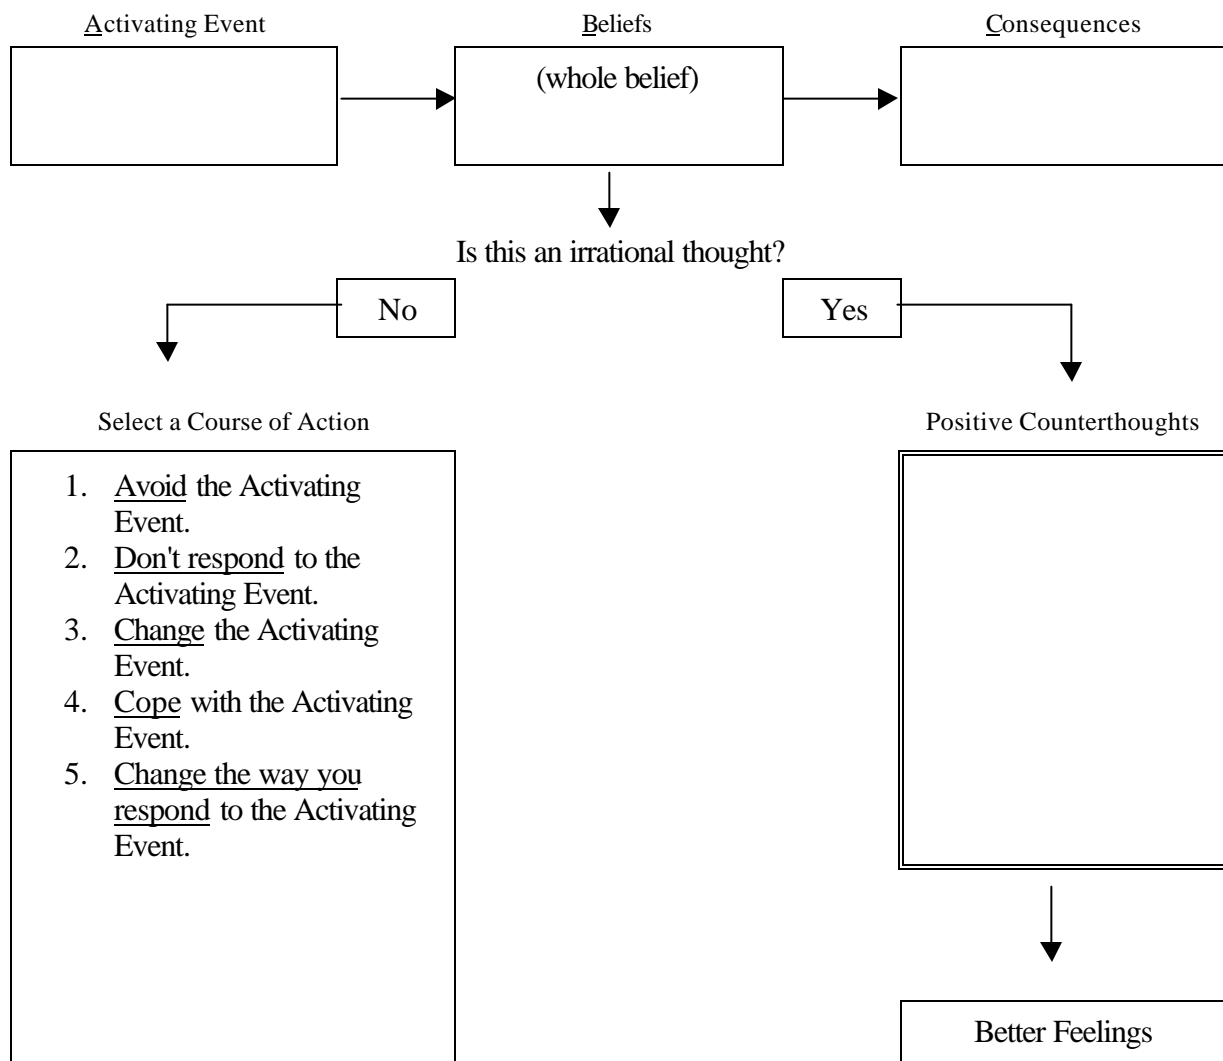 Activating Event
Beliefs
Consequences
(whole belief)
Is this an irrational thought?
No
Yes
Select a Course of Action
Positive Counterthoughts
1. Avoid the Activating
Event.
2. Don't respond to the
Activating Event.
3. Change the Activating
Event.
4. Cope with the Activating
Event.
5. Change the way you
respond to the Activating
Event.
Better Feelings